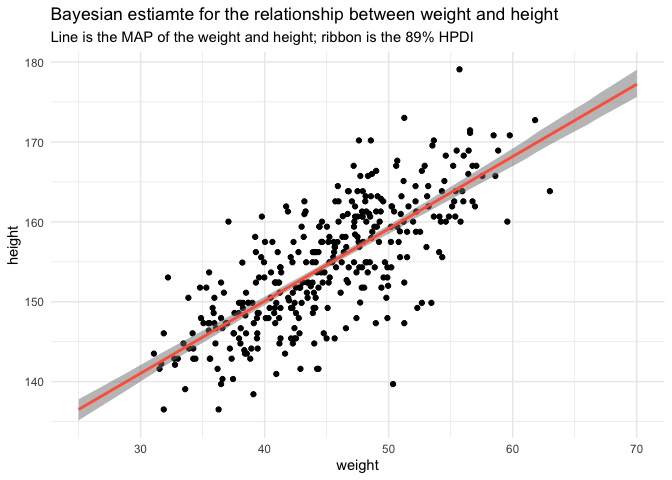 Bayesian estiamte for the relationship between weight and height
Line is the MAP of the weight and height; ribbon is the 89% HPDI
180
170
160
150
140
height
30 40 50 60 70
weight